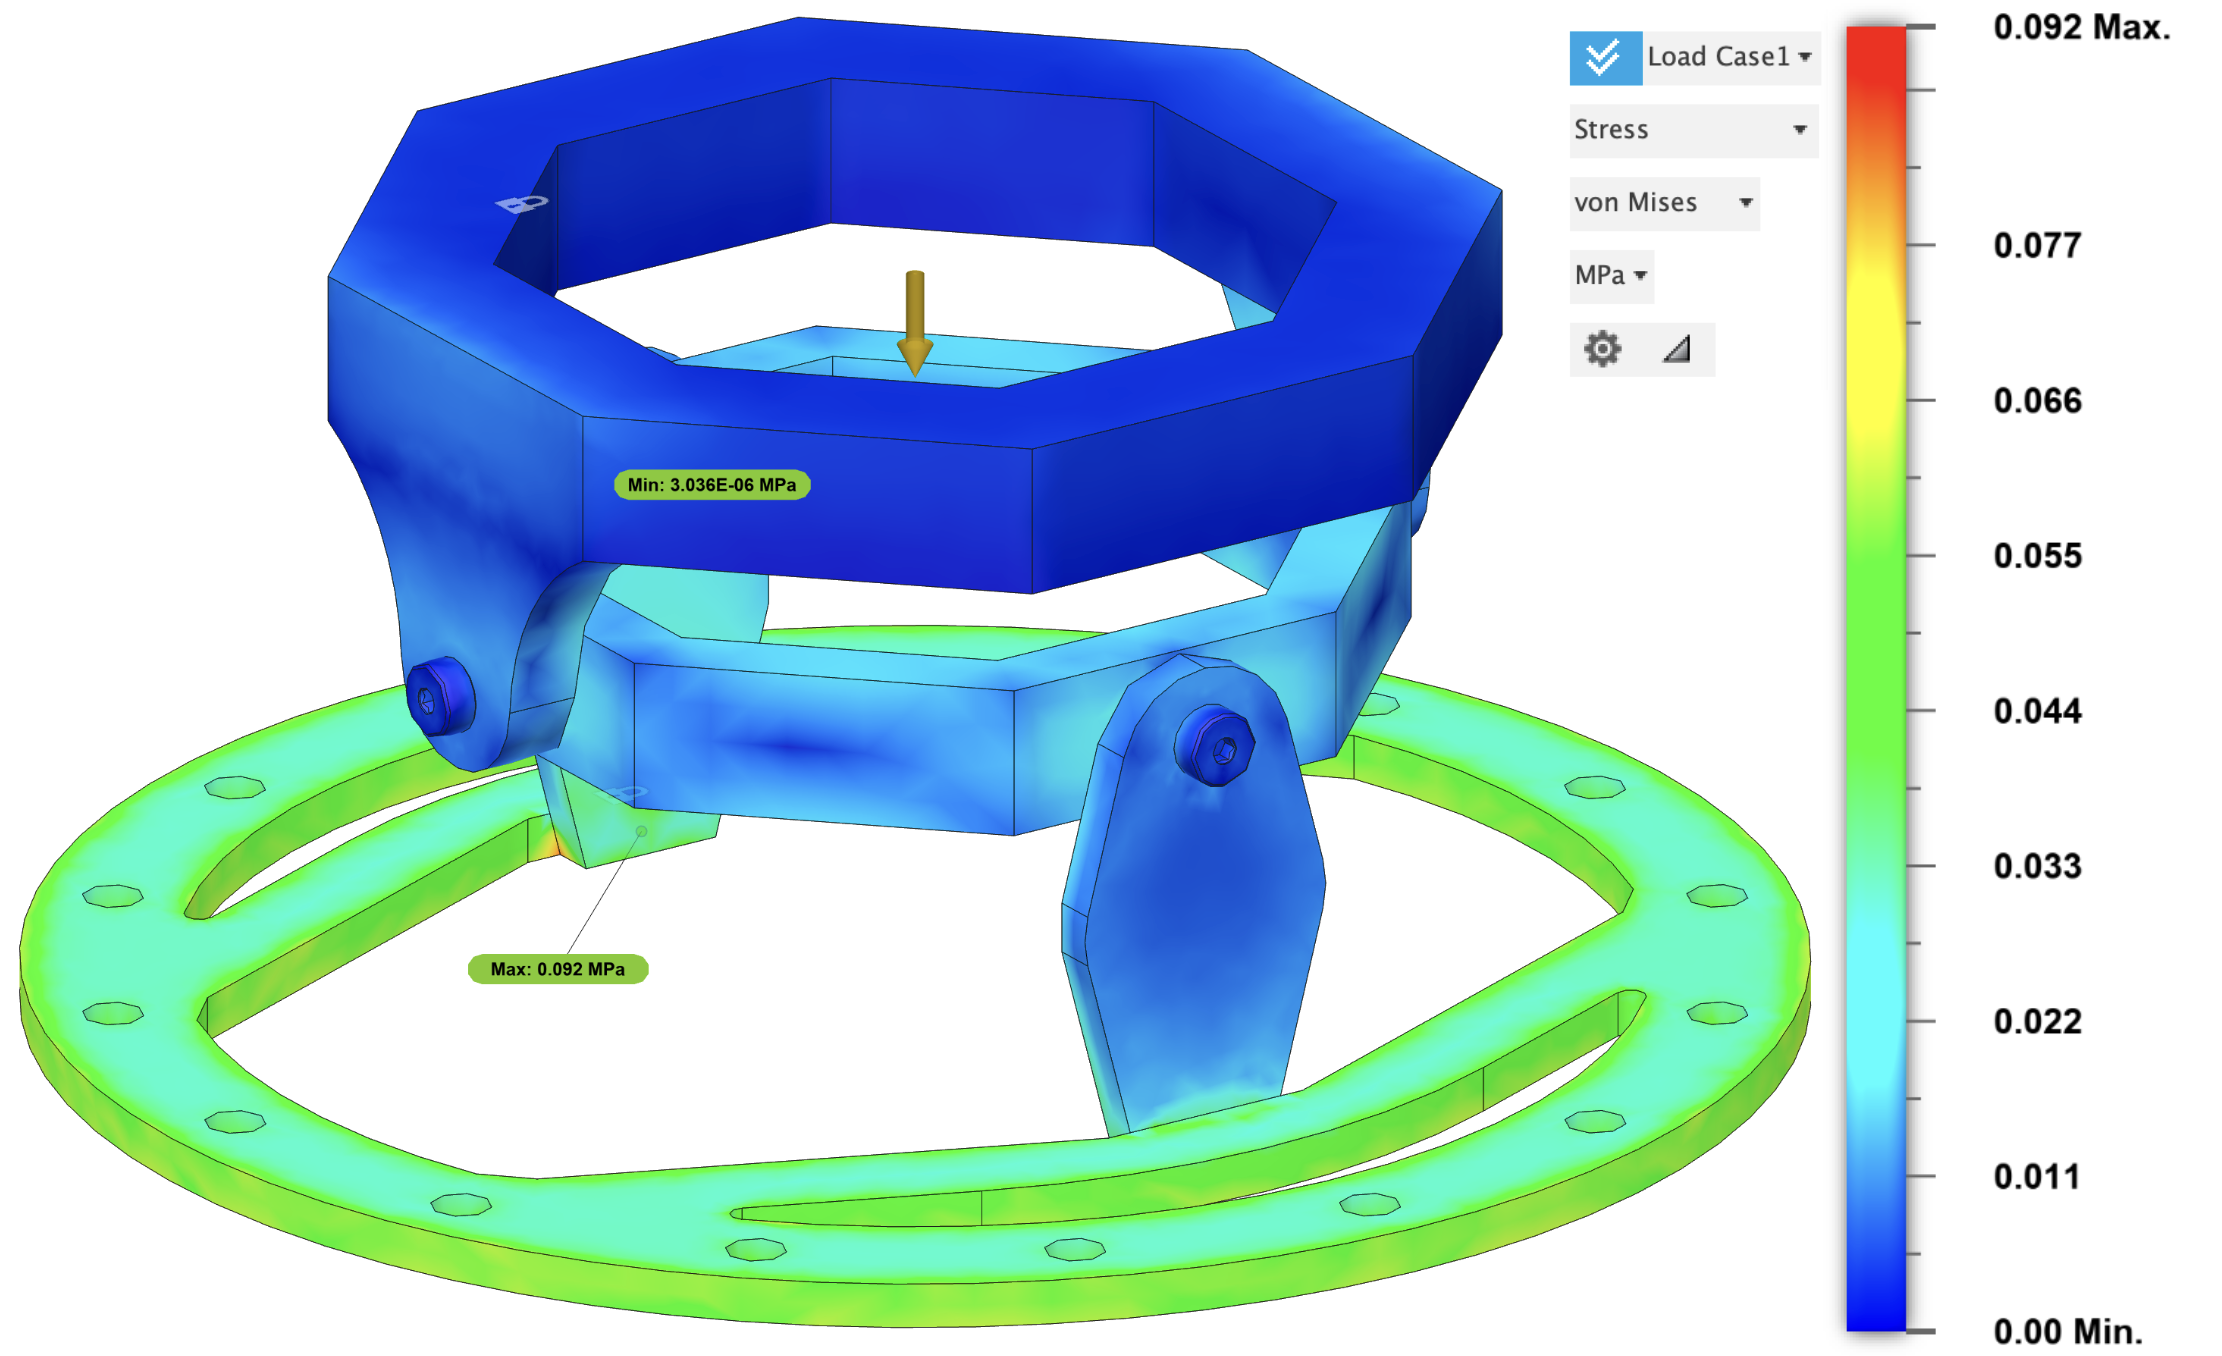 Load Case1
Stress
von Mises
MPa
0.092 Max.
0.077
0.066
0.055
0.044
0.033
0.022
0.011
0.00 Min.
Min: 3.036E-06 MPa
Max: 0.092 MPa